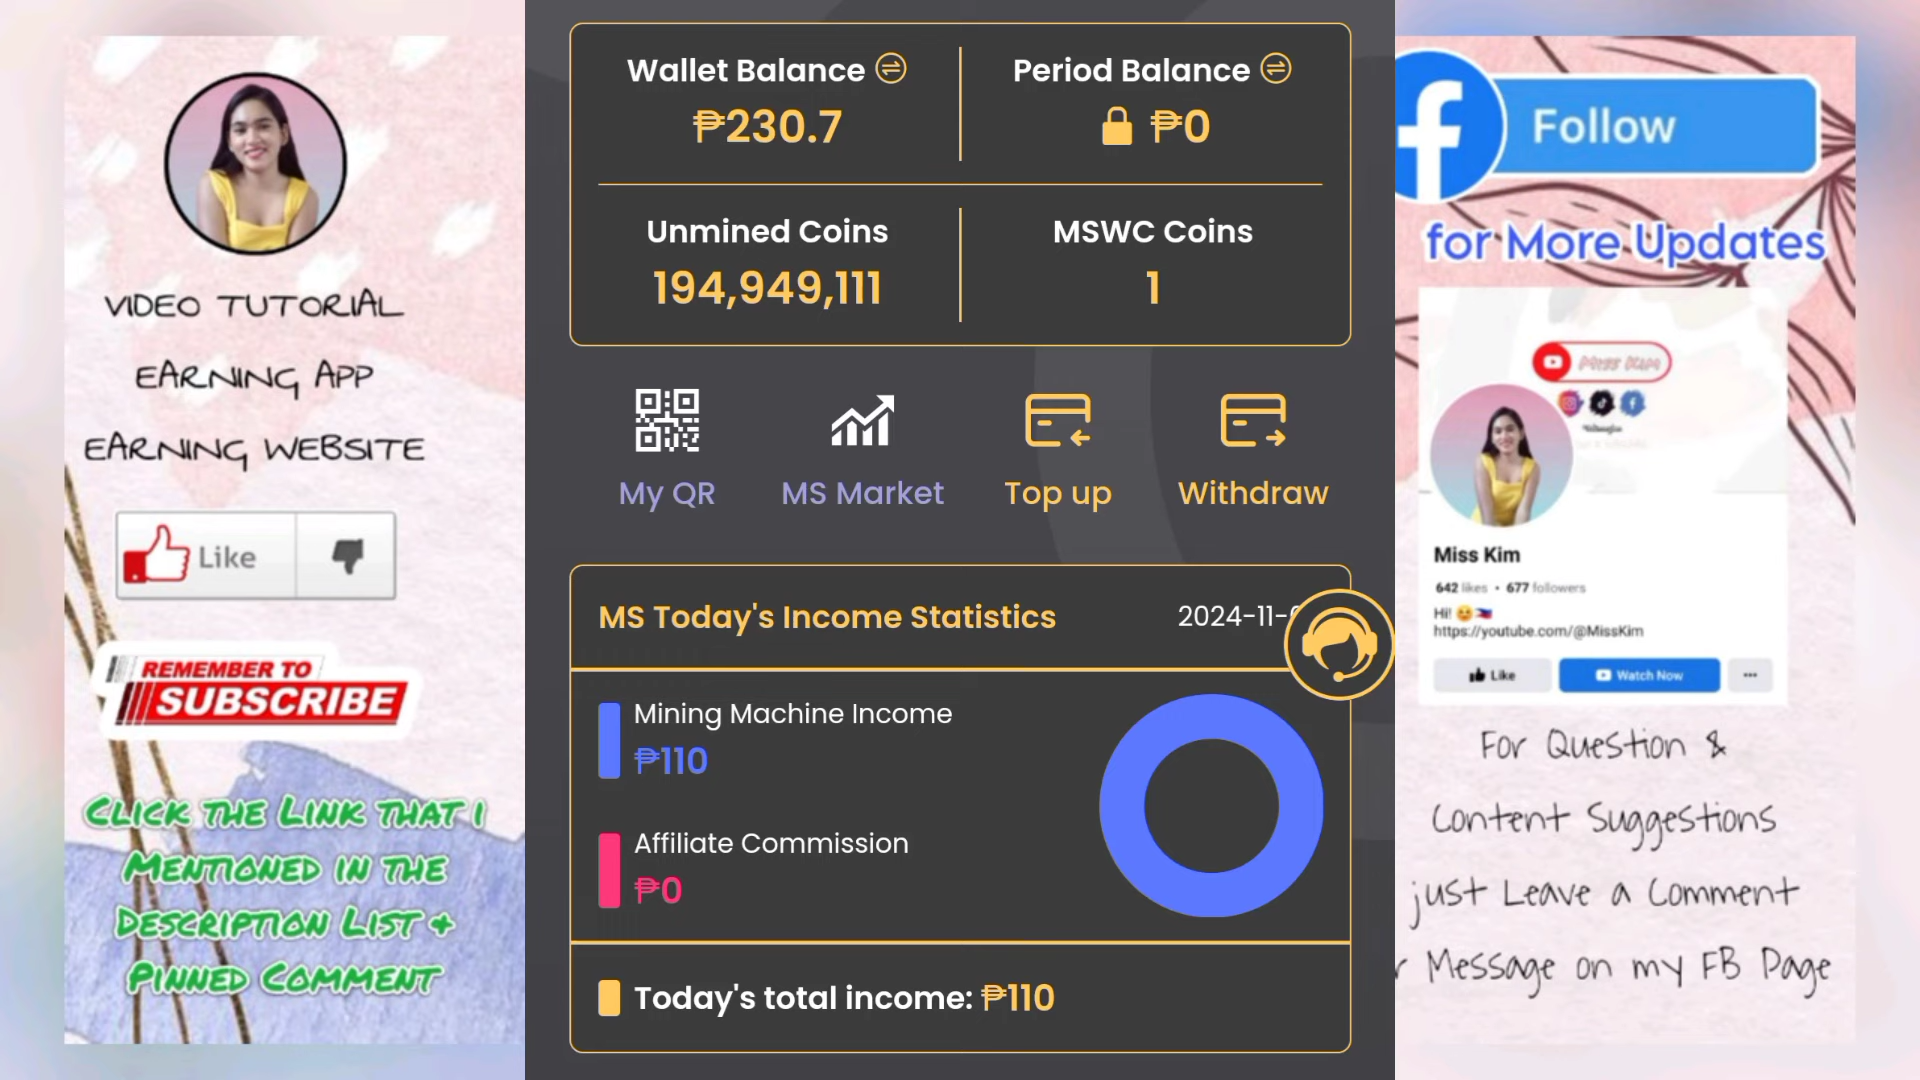 VIDEO TUTORIAL
EARNING APP
EARNING WEBSITE
Like
REMEMBER TO
SUBSCRIBE
CLICK THE LINK THAT I
MENTIONED IN THE
DESCRIPTION LIST &
PINNED COMMENT
Wallet Balance
₱230.7
Period Balance
₱0
Unmined Coins
194,949,111
MSWC Coins
1
My QR
MS Market
Top up
Withdraw
MS Today's Income Statistics
2024-11-
Mining Machine Income
₱110
Affiliate Commission
₱0
Today's total income: ₱110
Follow
for More Updates
MISS KIM
Miss Kim
642 likes • 677 followers
Hi!
https://youtube.com/@MissKim
Like
Watch Now
For Question &
Content Suggestions
just Leave a Comment
r Message on my FB Page